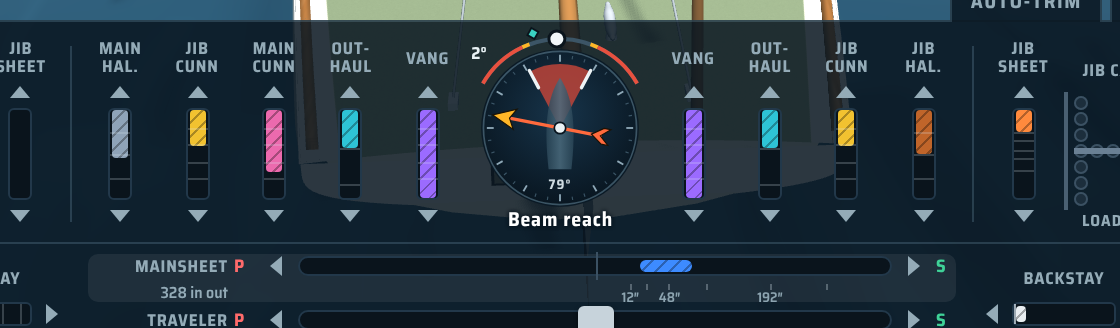 AUTO-TRIM
JIB
SHEET
MAIN
HAL.
JIB
CUNN
MAIN
CUNN
OUT-
HAUL
VANG
2°
79°
Beam reach
VANG
OUT-
HAUL
JIB
CUNN
JIB
HAL.
JIB
SHEET
JIB C
LOAD
MAINSHEET P
S
328 in out
12" 48" 192"
AY
TRAVELER P
S
BACKSTAY